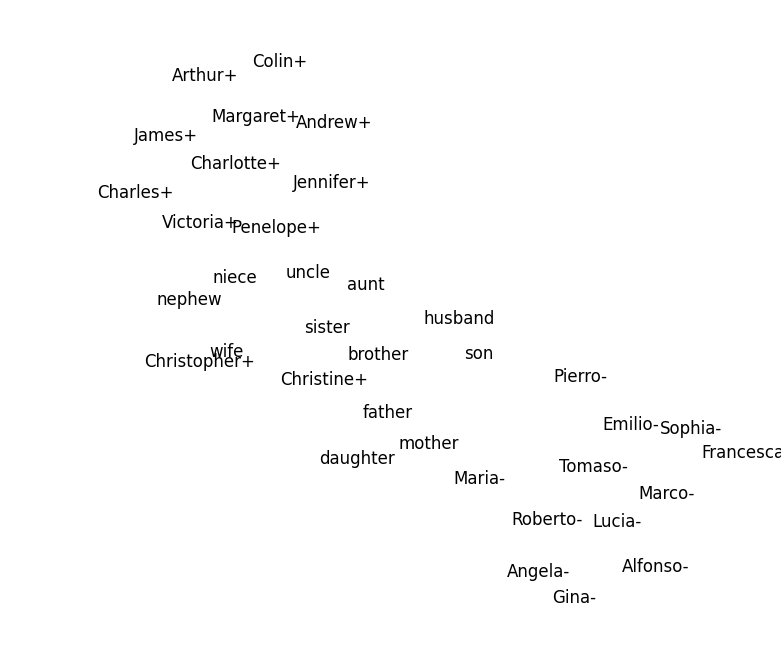 Colin+
Arthur+
Margaret+
Andrew+
James+
Charlotte+
Jennifer+
Charles+
Victoria+
Penelope+
uncle
niece
aunt
nephew
husband
sister
wife
son
brother
Christopher+
Pierro-
Christine+
father
Emilio-
Sophia-
mother
Francesca
daughter
Tomaso-
Maria-
Marco-
Roberto-
Lucia-
Alfonso-
Angela-
Gina-